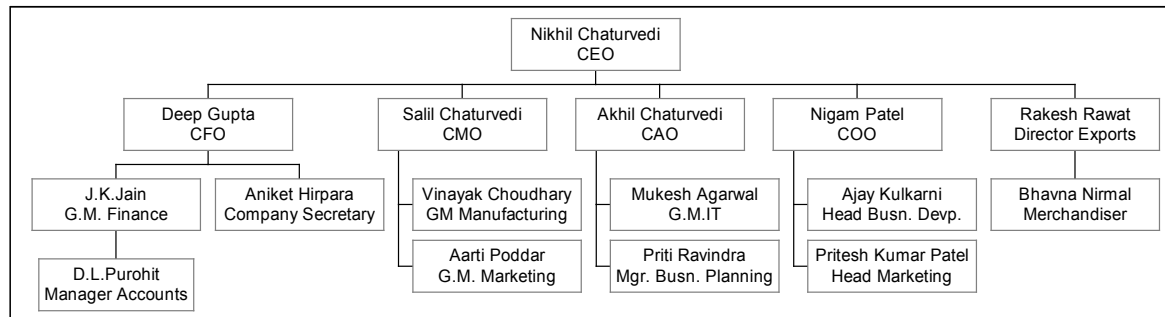 Nikhil Chaturvedi
CEO
Deep Gupta
CFO
Salil Chaturvedi
CMO
Akhil Chaturvedi
CAO
Nigam Patel
COO
Rakesh Rawat
Director Exports
J.K.Jain
G.M. Finance
Aniket Hirpara
Company Secretary
Vinayak Choudhary
GM Manufacturing
Mukesh Agarwal
G.M.IT
Ajay Kulkarni
Head Busn. Devp.
Bhavna Nirmal
Merchandiser
D.L.Purohit
Manager Accounts
Aarti Poddar
G.M. Marketing
Priti Ravindra
Mgr. Busn. Planning
Pritesh Kumar Patel
Head Marketing